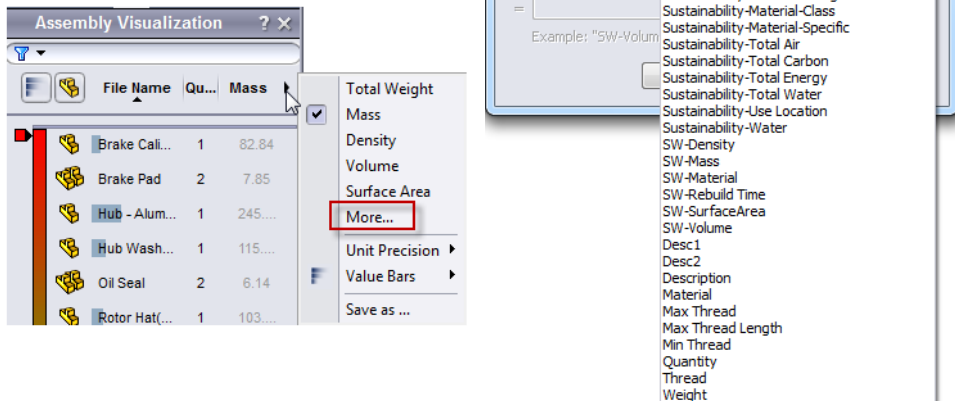 Assembly Visualization ? ×
File Name Qu... Mass
Brake Cali... 1 82.84
Brake Pad 2 7.85
Hub - Alum... 1 245....
Hub Wash... 1 115....
Oil Seal 2 6.14
Rotor Hat(... 1 103....
Total Weight
Mass
Density
Volume
Surface Area
More...
Unit Precision
Value Bars
Save as ...
=
Example: "SW-Volum
Sustainability-Material-Class
Sustainability-Material-Specific
Sustainability-Total Air
Sustainability-Total Carbon
Sustainability-Total Energy
Sustainability-Total Water
Sustainability-Use Location
Sustainability-Water
SW-Density
SW-Mass
SW-Material
SW-Rebuild Time
SW-SurfaceArea
SW-Volume
Desc1
Desc2
Description
Material
Max Thread
Max Thread Length
Min Thread
Quantity
Thread
Weight